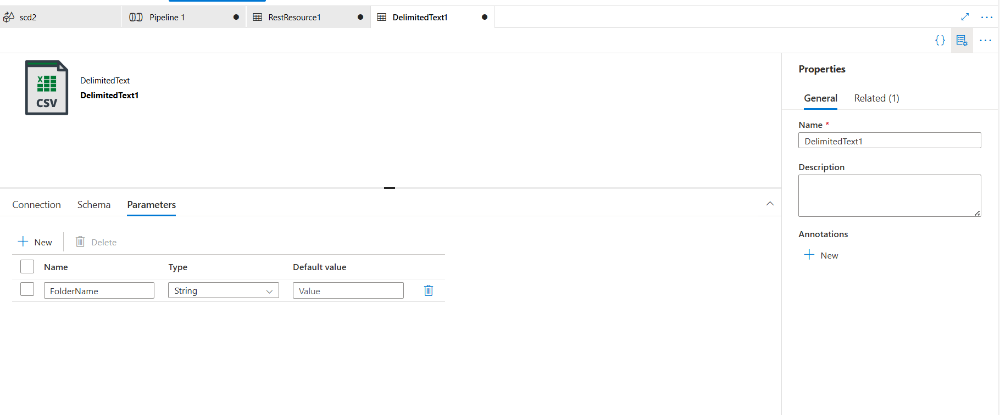 scd2
Pipeline 1
RestResource1
DelimitedText1
{}
X
CSV
DelimitedText
DelimitedText1
Connection
Schema
Parameters
New
Delete
Name
Type
Default value
FolderName
String
Value
Properties
General
Related (1)
Name *
DelimitedText1
Description
Annotations
New